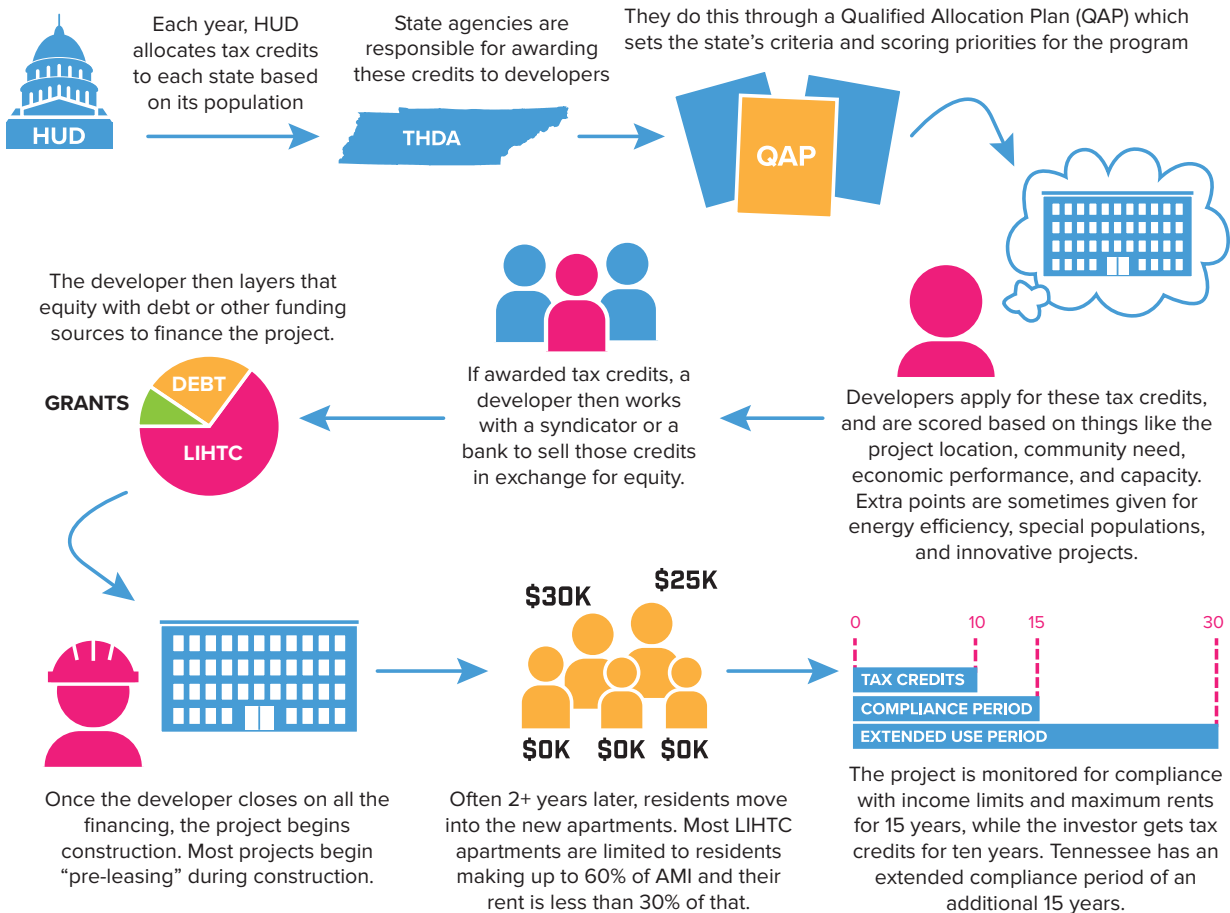 Each year, HUD
allocates tax credits
to each state based
on its population
HUD
State agencies are
responsible for awarding
these credits to developers
THDA
They do this through a Qualified Allocation Plan (QAP) which
sets the state’s criteria and scoring priorities for the program
QAP
Developers apply for these tax credits,
and are scored based on things like the
project location, community need,
economic performance, and capacity.
Extra points are sometimes given for
energy efficiency, special populations,
and innovative projects.
If awarded tax credits, a
developer then works
with a syndicator or a
bank to sell those credits
in exchange for equity.
The developer then layers that
equity with debt or other funding
sources to finance the project.
DEBT
GRANTS
LIHTC
Once the developer closes on all the
financing, the project begins
construction. Most projects begin
“pre-leasing” during construction.
$30K
$25K
$0K $0K $0K
Often 2+ years later, residents move
into the new apartments. Most LIHTC
apartments are limited to residents
making up to 60% of AMI and their
rent is less than 30% of that.
0 10 15 30
TAX CREDITS
COMPLIANCE PERIOD
EXTENDED USE PERIOD
The project is monitored for compliance
with income limits and maximum rents
for 15 years, while the investor gets tax
credits for ten years. Tennessee has an
extended compliance period of an
additional 15 years.